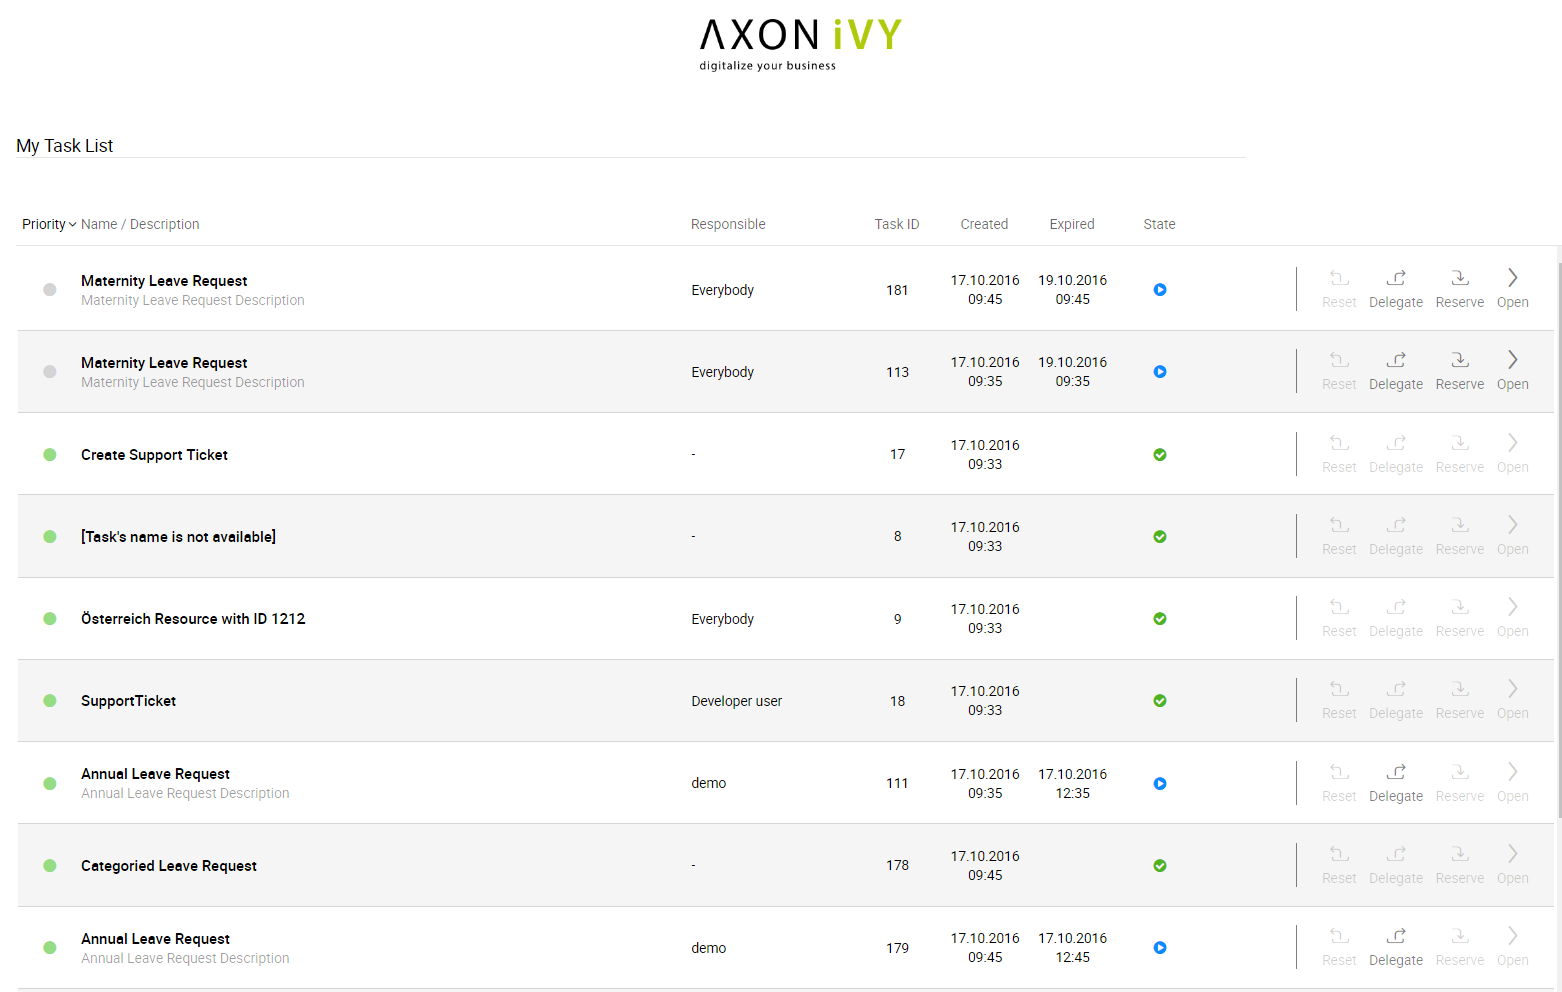 AXON iVY
digitalize your business
My Task List
Priority Name / Description Responsible Task ID Created Expired State
Maternity Leave Request
Maternity Leave Request Description
Everybody 181 17.10.2016 09:45 19.10.2016 09:45 Reset Delegate Reserve Open
Maternity Leave Request
Maternity Leave Request Description
Everybody 113 17.10.2016 09:35 19.10.2016 09:35 Reset Delegate Reserve Open
Create Support Ticket - 17 17.10.2016 09:33 Reset Delegate Reserve Open
[Task's name is not available] - 8 17.10.2016 09:33 Reset Delegate Reserve Open
Österreich Resource with ID 1212 Everybody 9 17.10.2016 09:33 Reset Delegate Reserve Open
SupportTicket Developer user 18 17.10.2016 09:33 Reset Delegate Reserve Open
Annual Leave Request
Annual Leave Request Description
demo 111 17.10.2016 09:35 17.10.2016 12:35 Reset Delegate Reserve Open
Categoried Leave Request - 178 17.10.2016 09:45 Reset Delegate Reserve Open
Annual Leave Request
Annual Leave Request Description
demo 179 17.10.2016 09:45 17.10.2016 12:45 Reset Delegate Reserve Open